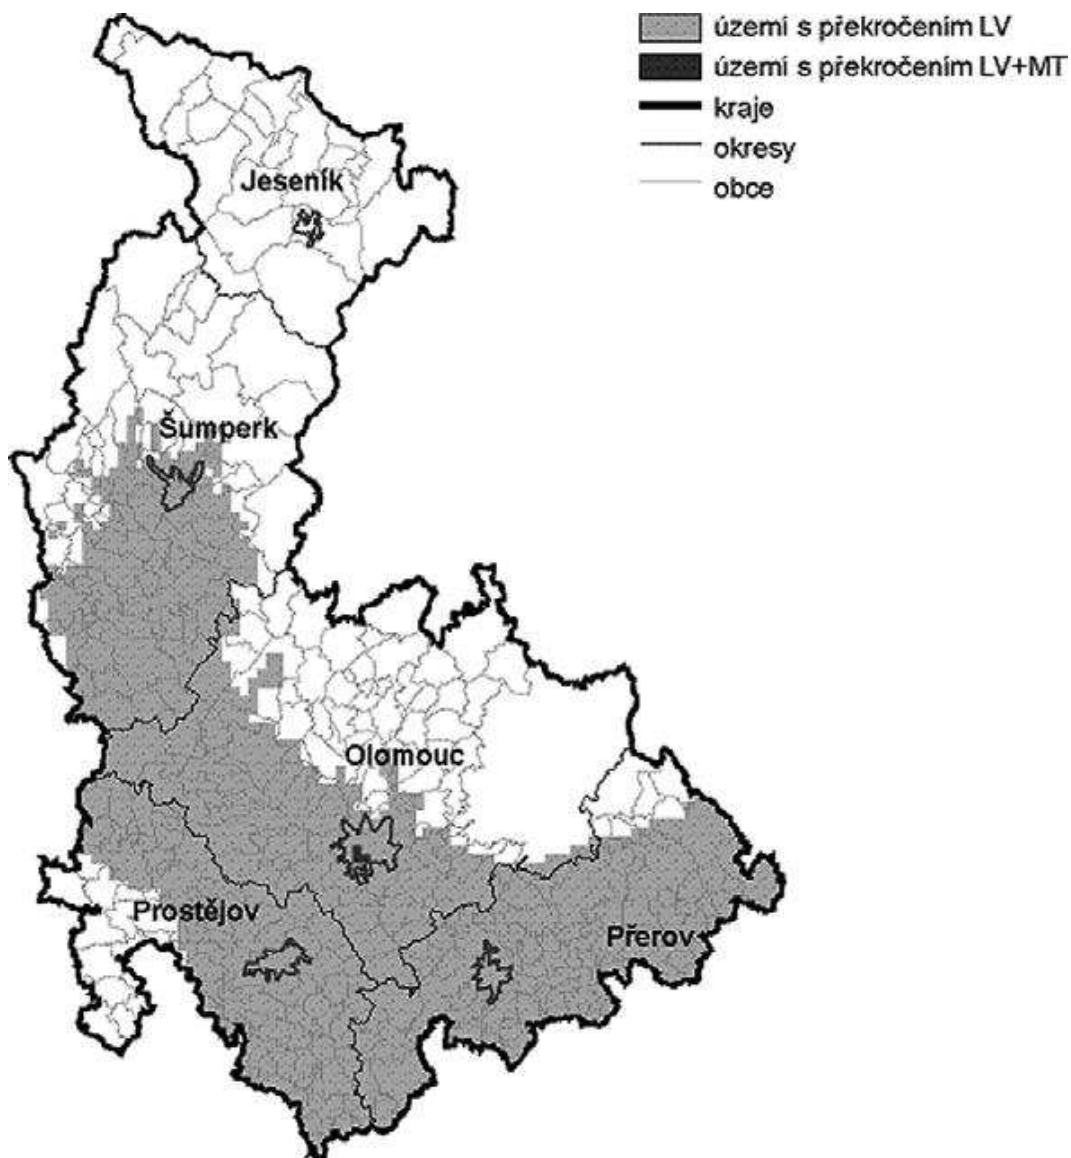 území s překročením LV
území s překročením LV+MT
kraje
okresy
obce
Jeseník
Šumperk
Olomouc
Prostějov
Přerov